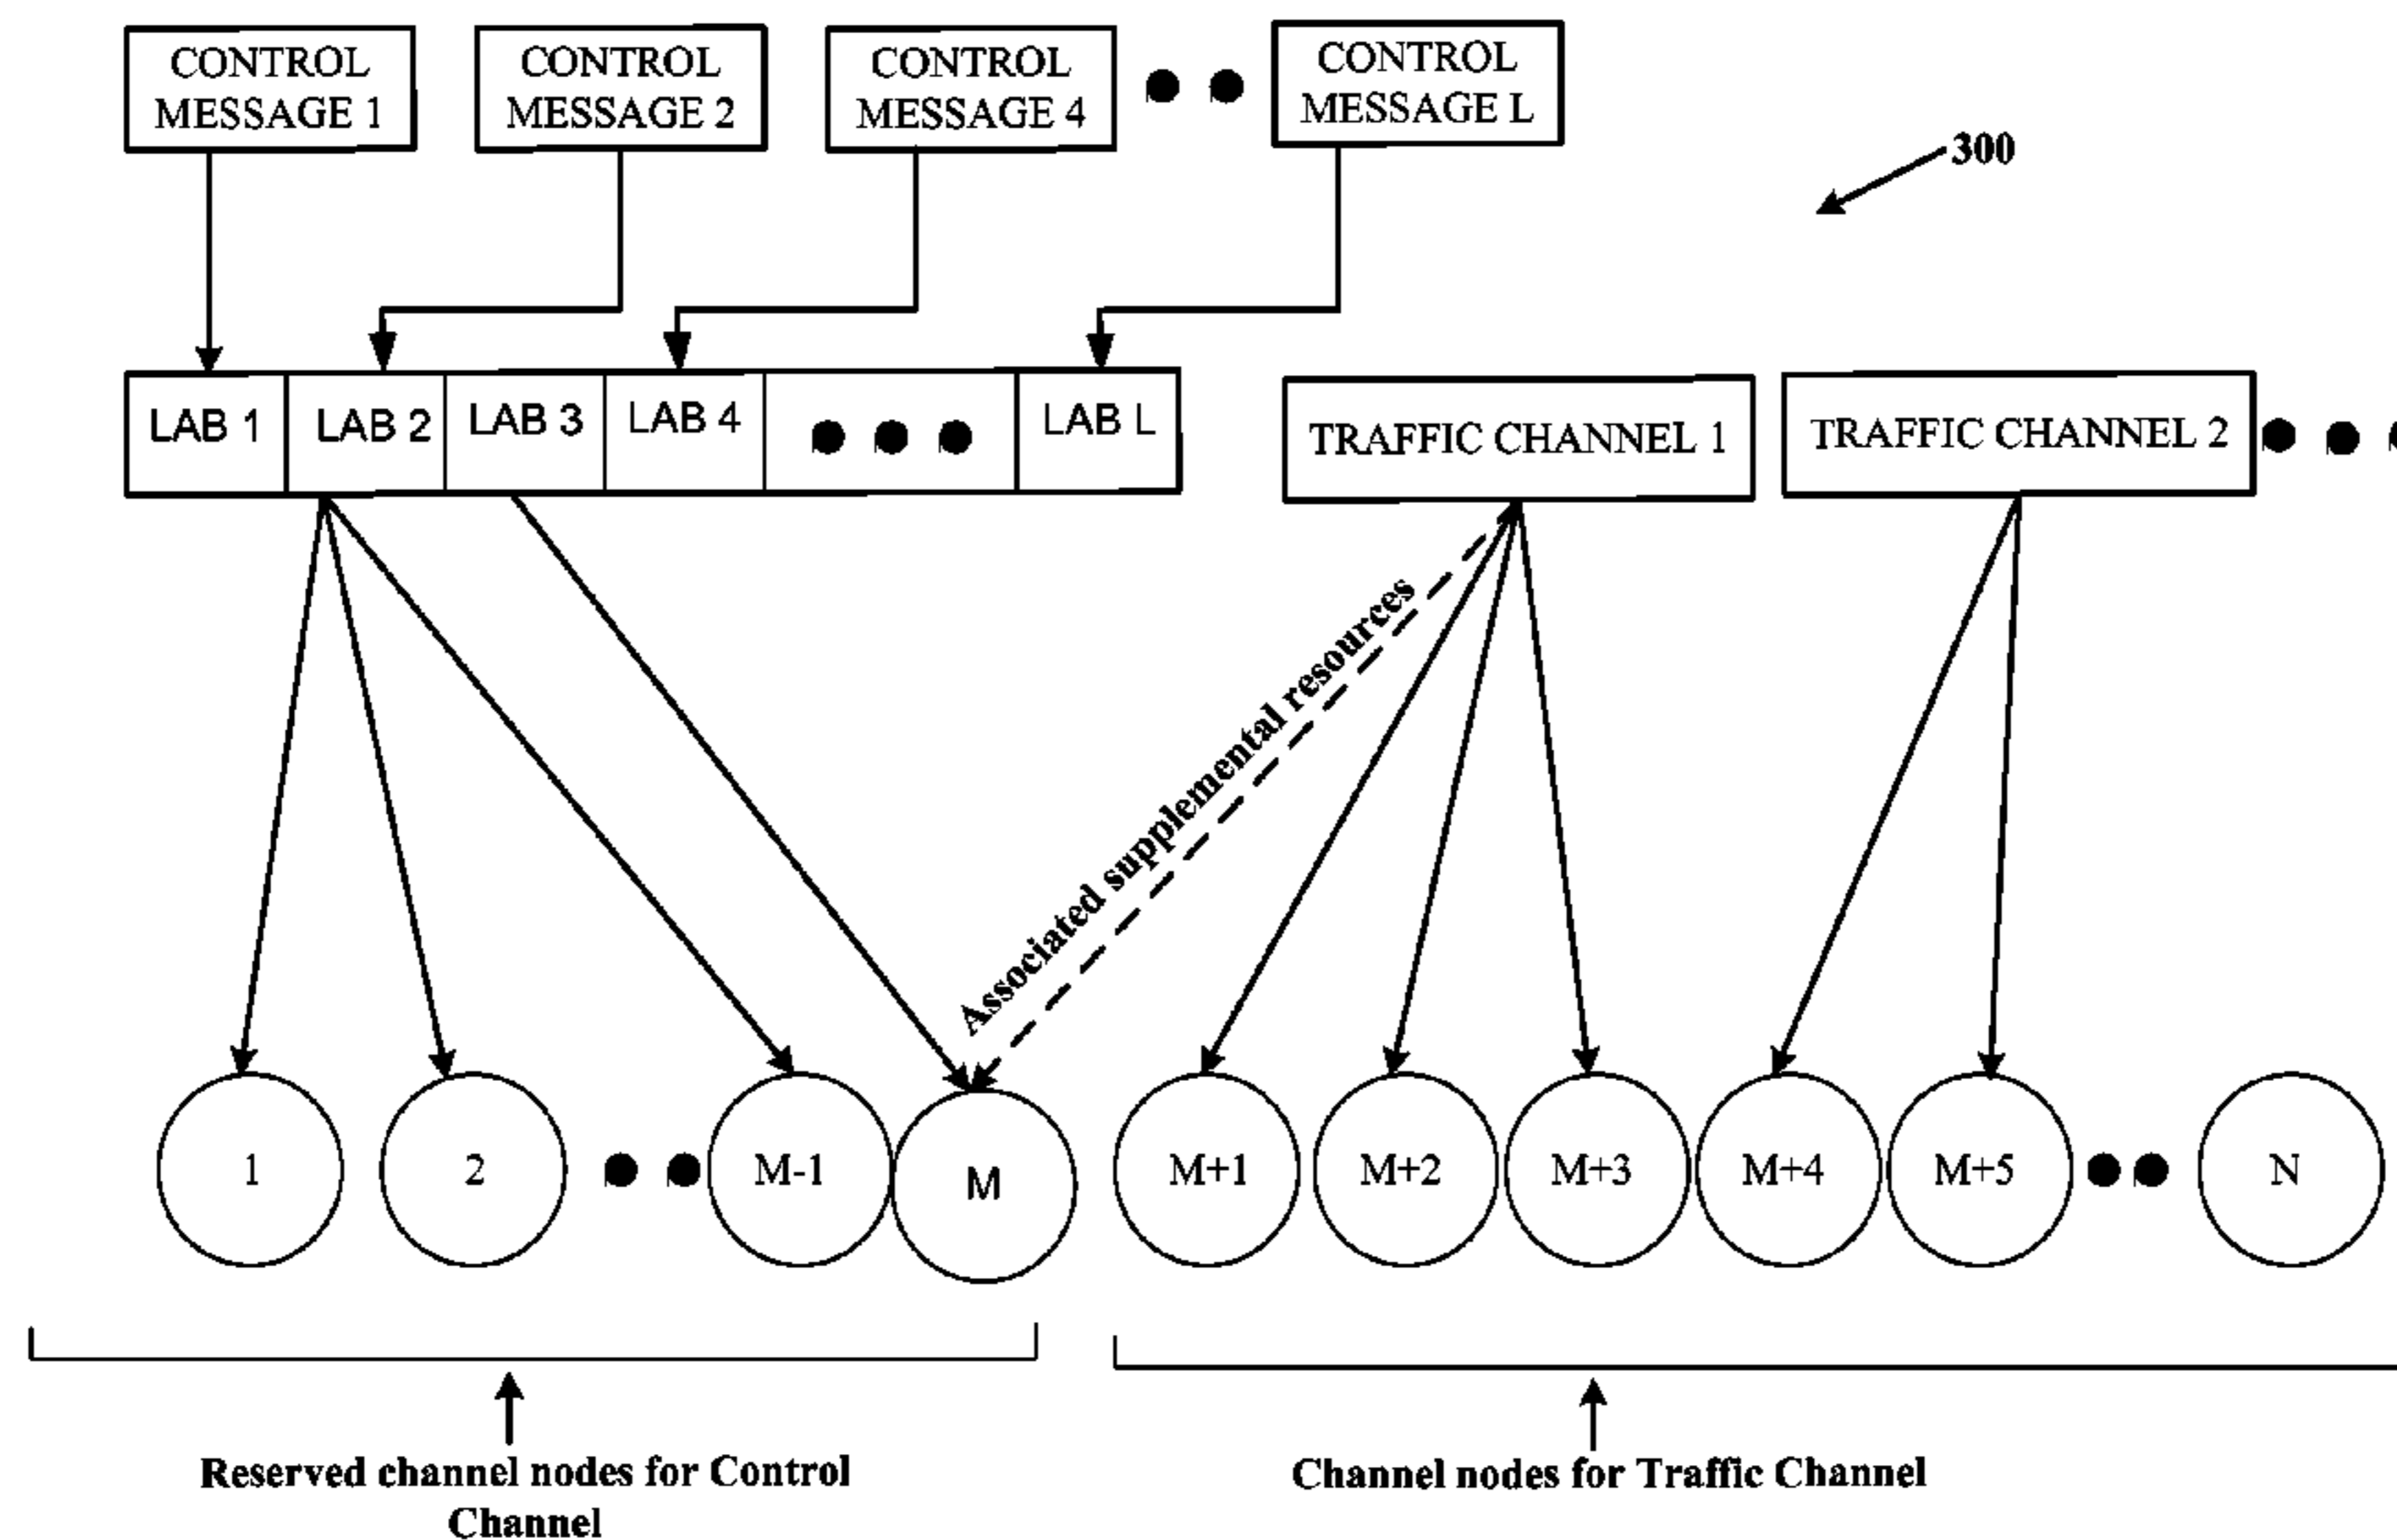 CONTROL
MESSAGE 1
CONTROL
MESSAGE 2
CONTROL
MESSAGE 4
CONTROL
MESSAGE L
300
LAB 1
LAB 2
LAB 3
LAB 4
LAB L
TRAFFIC CHANNEL 1
TRAFFIC CHANNEL 2
Associated supplemental resources
1
2
M-1
M
M+1
M+2
M+3
M+4
M+5
N
Reserved channel nodes for Control
Channel
Channel nodes for Traffic Channel